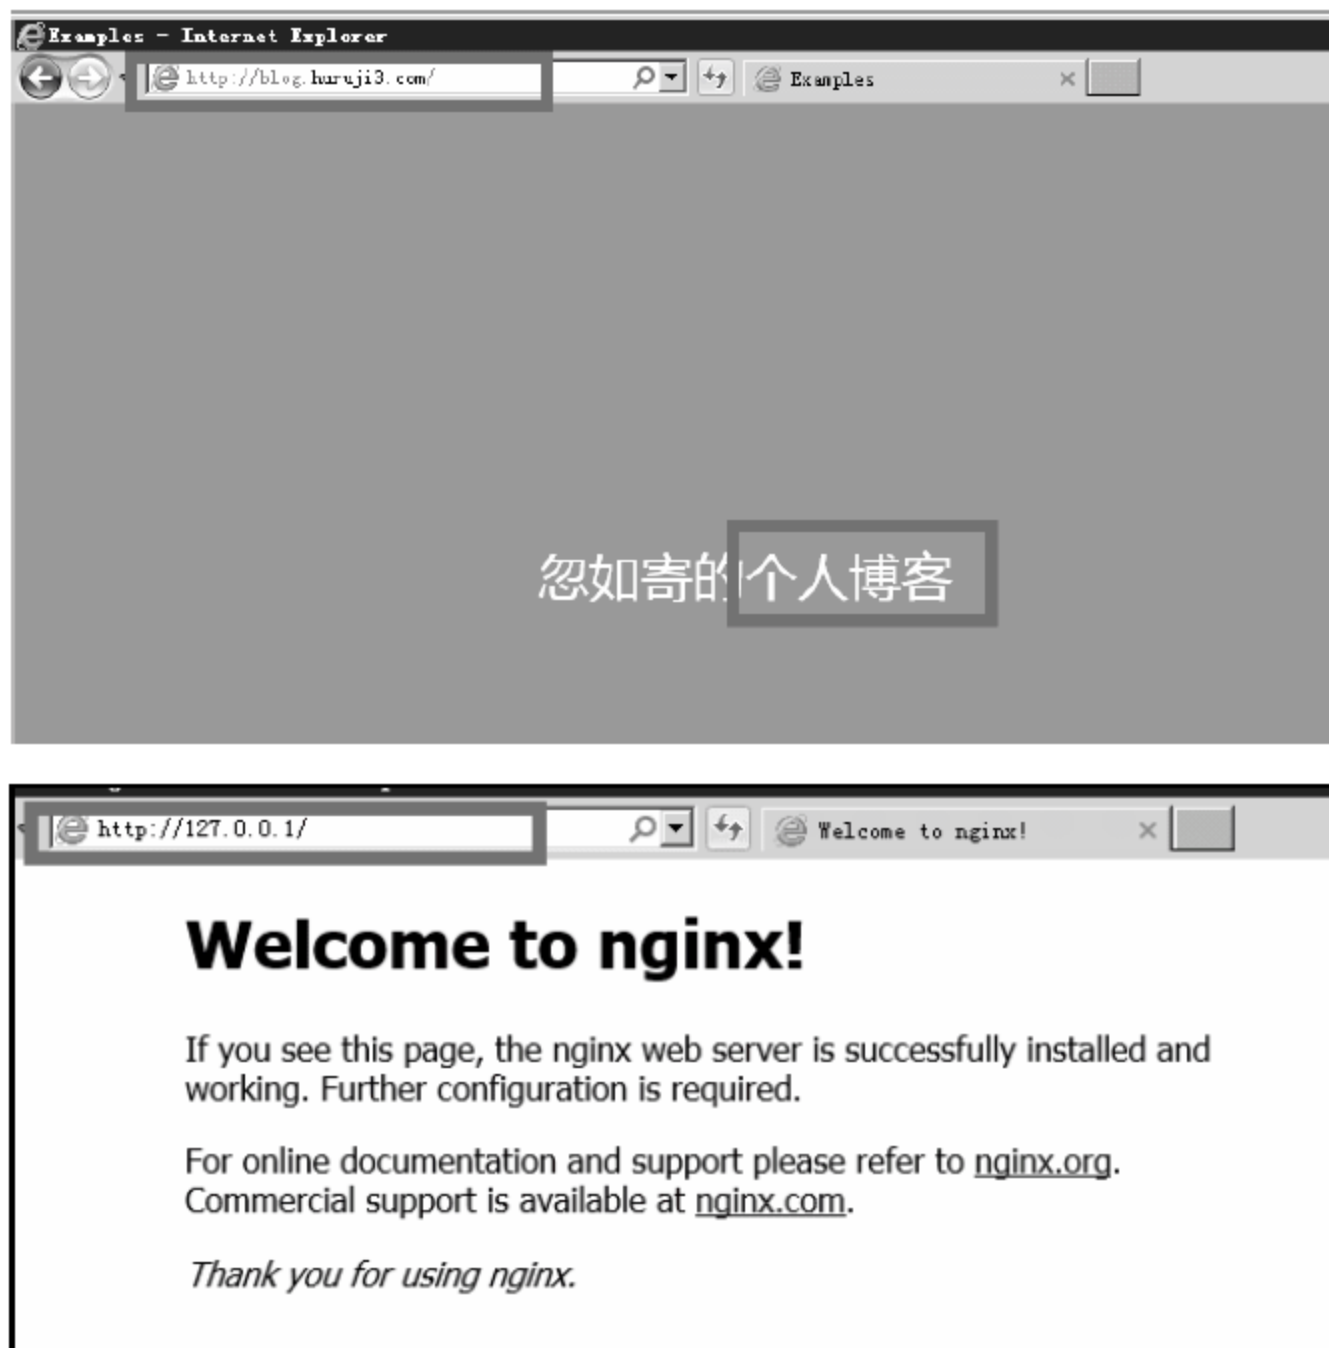 Examples - Internet Explorer
http://blog.huruji3.com/
Examples
忽如寄的个人博客
http://127.0.0.1/
Welcome to nginx!
Welcome to nginx!
If you see this page, the nginx web server is successfully installed and
working. Further configuration is required.
For online documentation and support please refer to nginx.org.
Commercial support is available at nginx.com.
Thank you for using nginx.